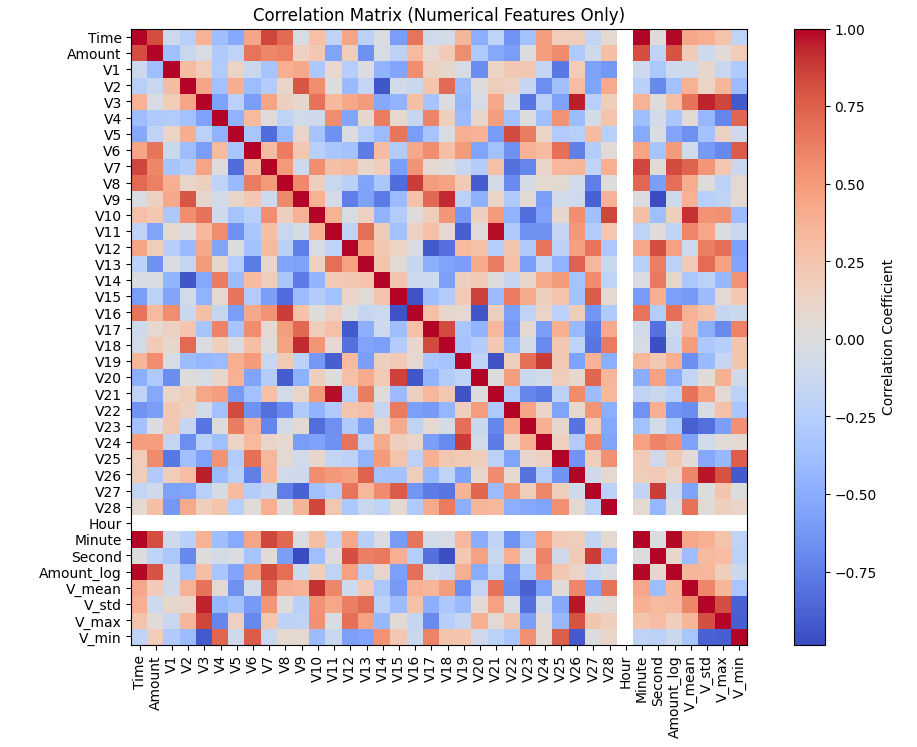 Correlation Matrix (Numerical Features Only)
Time
Amount
V1
V2
V3
V4
V5
V6
V7
V8
V9
V10
V11
V12
V13
V14
V15
V16
V17
V18
V19
V20
V21
V22
V23
V24
V25
V26
V27
V28
Hour
Minute
Second
Amount_log
V_mean
V_std
V_max
V_min
Time
Amount
V1
V2
V3
V4
V5
V6
V7
V8
V9
V10
V11
V12
V13
V14
V15
V16
V17
V18
V19
V20
V21
V22
V23
V24
V25
V26
V27
V28
Hour
Minute
Second
Amount_log
V_mean
V_std
V_max
V_min
1.00
0.75
0.50
0.25
0.00
−0.25
−0.50
−0.75
Correlation Coefficient